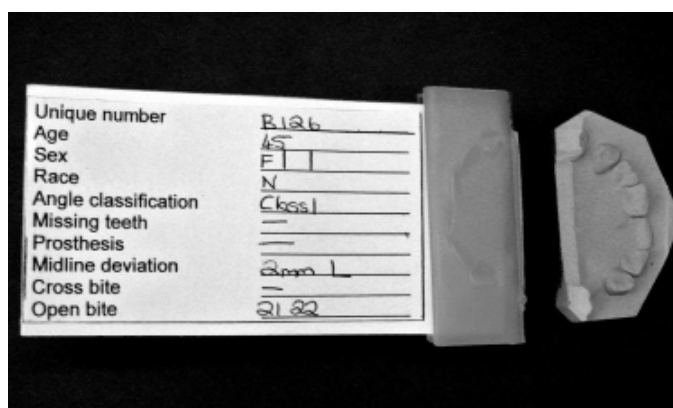 Unique number B126
Age 45
Sex F
Race N
Angle classification Class I
Missing teeth —
Prosthesis —
Midline deviation 2mm L
Cross bite —
Open bite 21 22